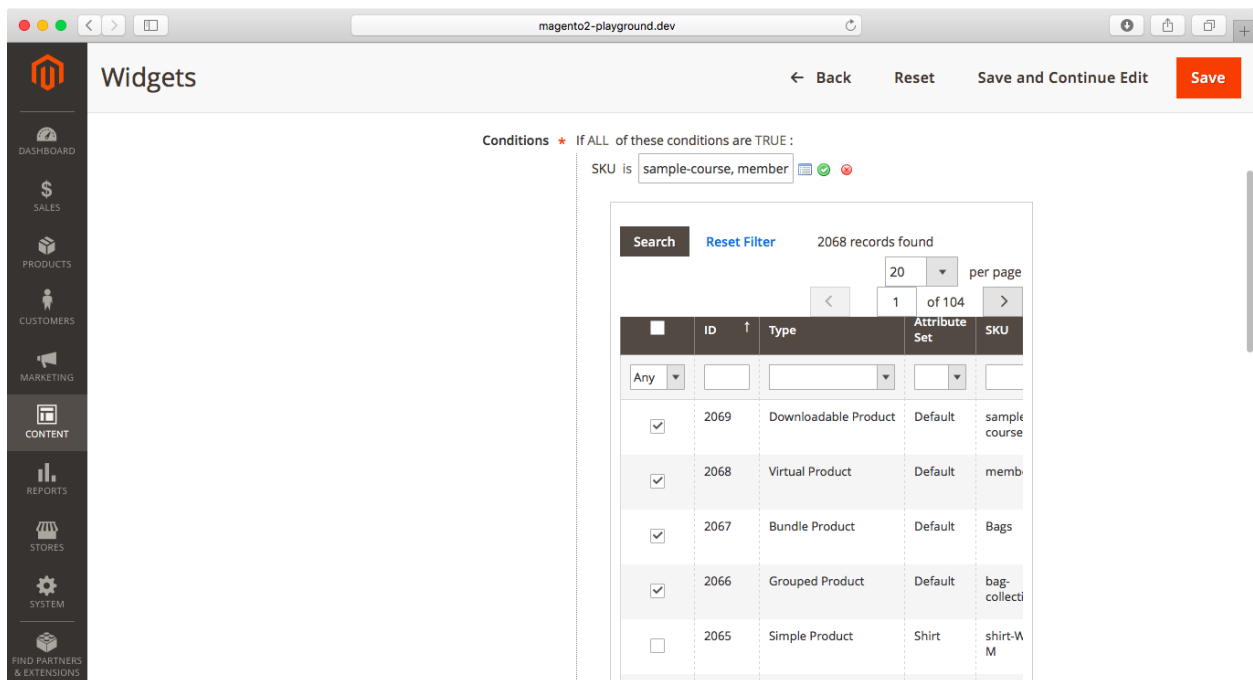 magento2-playground.dev
Widgets
Back
Reset
Save and Continue Edit
Save
DASHBOARD
SALES
PRODUCTS
CUSTOMERS
MARKETING
CONTENT
REPORTS
STORES
SYSTEM
FIND PARTNERS
& EXTENSIONS
Conditions * If ALL of these conditions are TRUE :
SKU is sample-course, member
Search Reset Filter 2068 records found
20 per page
1 of 104
ID Type Attribute Set SKU
Any
2069 Downloadable Product Default sample course
2068 Virtual Product Default memb
2067 Bundle Product Default Bags
2066 Grouped Product Default bag- collecti
2065 Simple Product Shirt shirt-W M